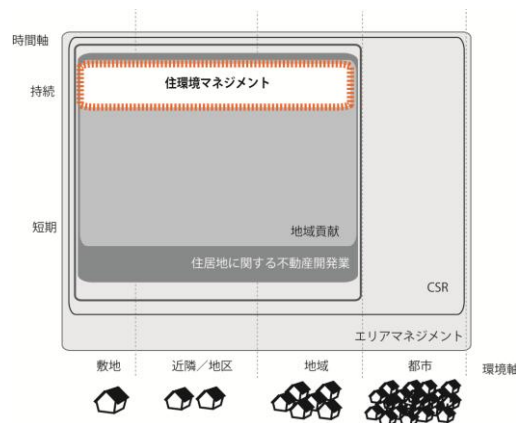 時間軸
持続
住環境マネジメント
短期
地域貢献
住居地に関する不動産開発業
CSR
エリアマネジメント
敷地
近隣／地区
地域
都市
環境軸